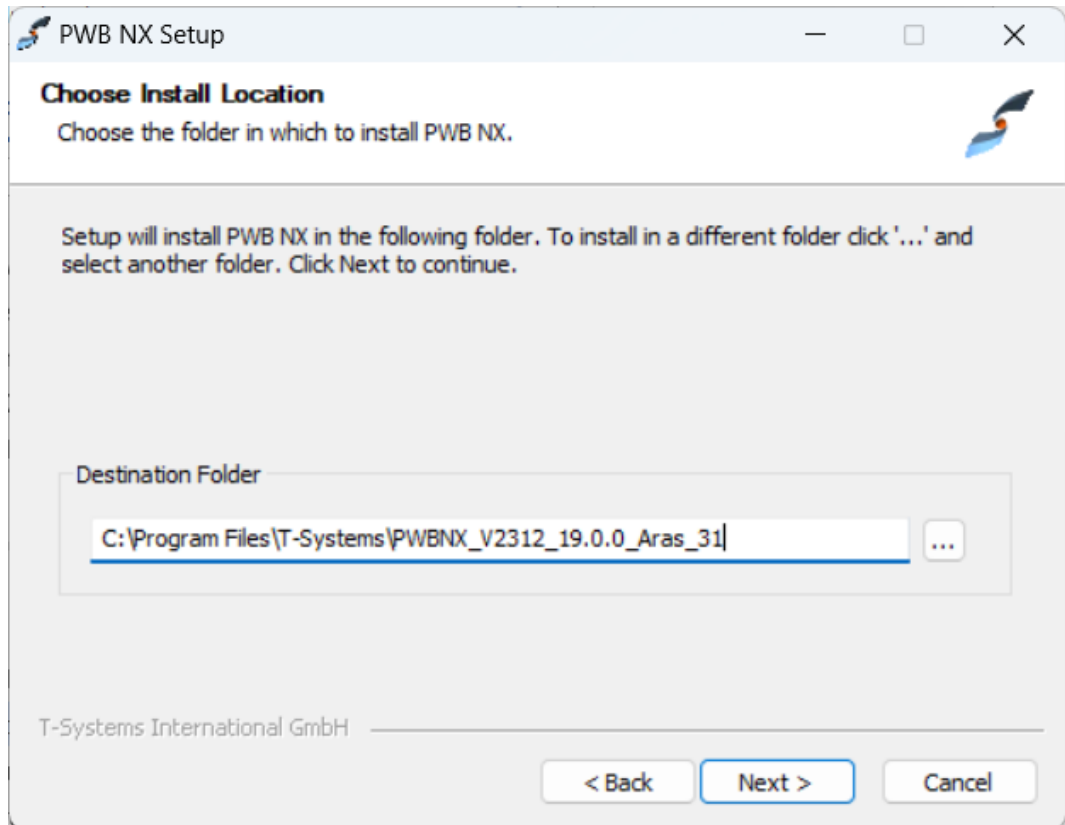 PWB NX Setup
Choose Install Location
Choose the folder in which to install PWB NX.
Setup will install PWB NX in the following folder. To install in a different folder click '...' and
select another folder. Click Next to continue.
Destination Folder
C:\Program Files\T-Systems\PWBNX_V2312_19.0.0_Aras_31
...
T-Systems International GmbH
< Back
Next >
Cancel